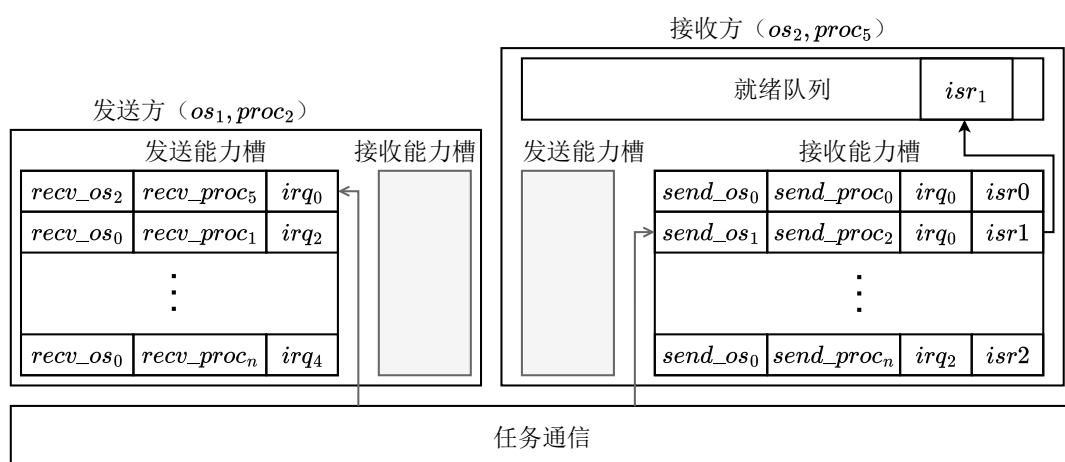 接收方（os₂, proc₅）
就绪队列 isr₁
发送方（os₁, proc₂）
发送能力槽 接收能力槽
recv_os₂ recv_proc₅ irq₀
recv_os₀ recv_proc₁ irq₂
⋮
recv_os₀ recv_procₙ irq₄
发送能力槽 接收能力槽
send_os₀ send_proc₀ irq₀ isr0
send_os₁ send_proc₂ irq₀ isr1
⋮
send_os₀ send_procₙ irq₂ isr2
任务通信